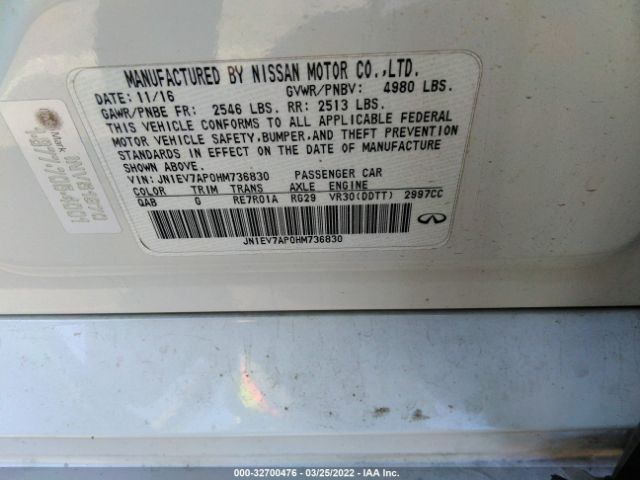 MANUFACTURED BY NISSAN MOTOR CO.,LTD.
DATE: 11/16 GVWR/PNBV: 4980 LBS.
GAWR/PNBE FR: 2546 LBS. RR: 2513 LBS.
THIS VEHICLE CONFORMS TO ALL APPLICABLE FEDERAL
MOTOR VEHICLE SAFETY,BUMPER,AND THEFT PREVENTION
STANDARDS IN EFFECT ON THE DATE OF MANUFACTURE
SHOWN ABOVE.
VIN: JN1EV7AP0HM736830 PASSENGER CAR
COLOR TRIM TRANS AXLE ENGINE
QAB G RE7R01A RG29 VR30(DDTT) 2997CC
JN1EV7AP0HM736830
INFINITI
Mark
000-32700476 - 03/25/2022 - IAA Inc.